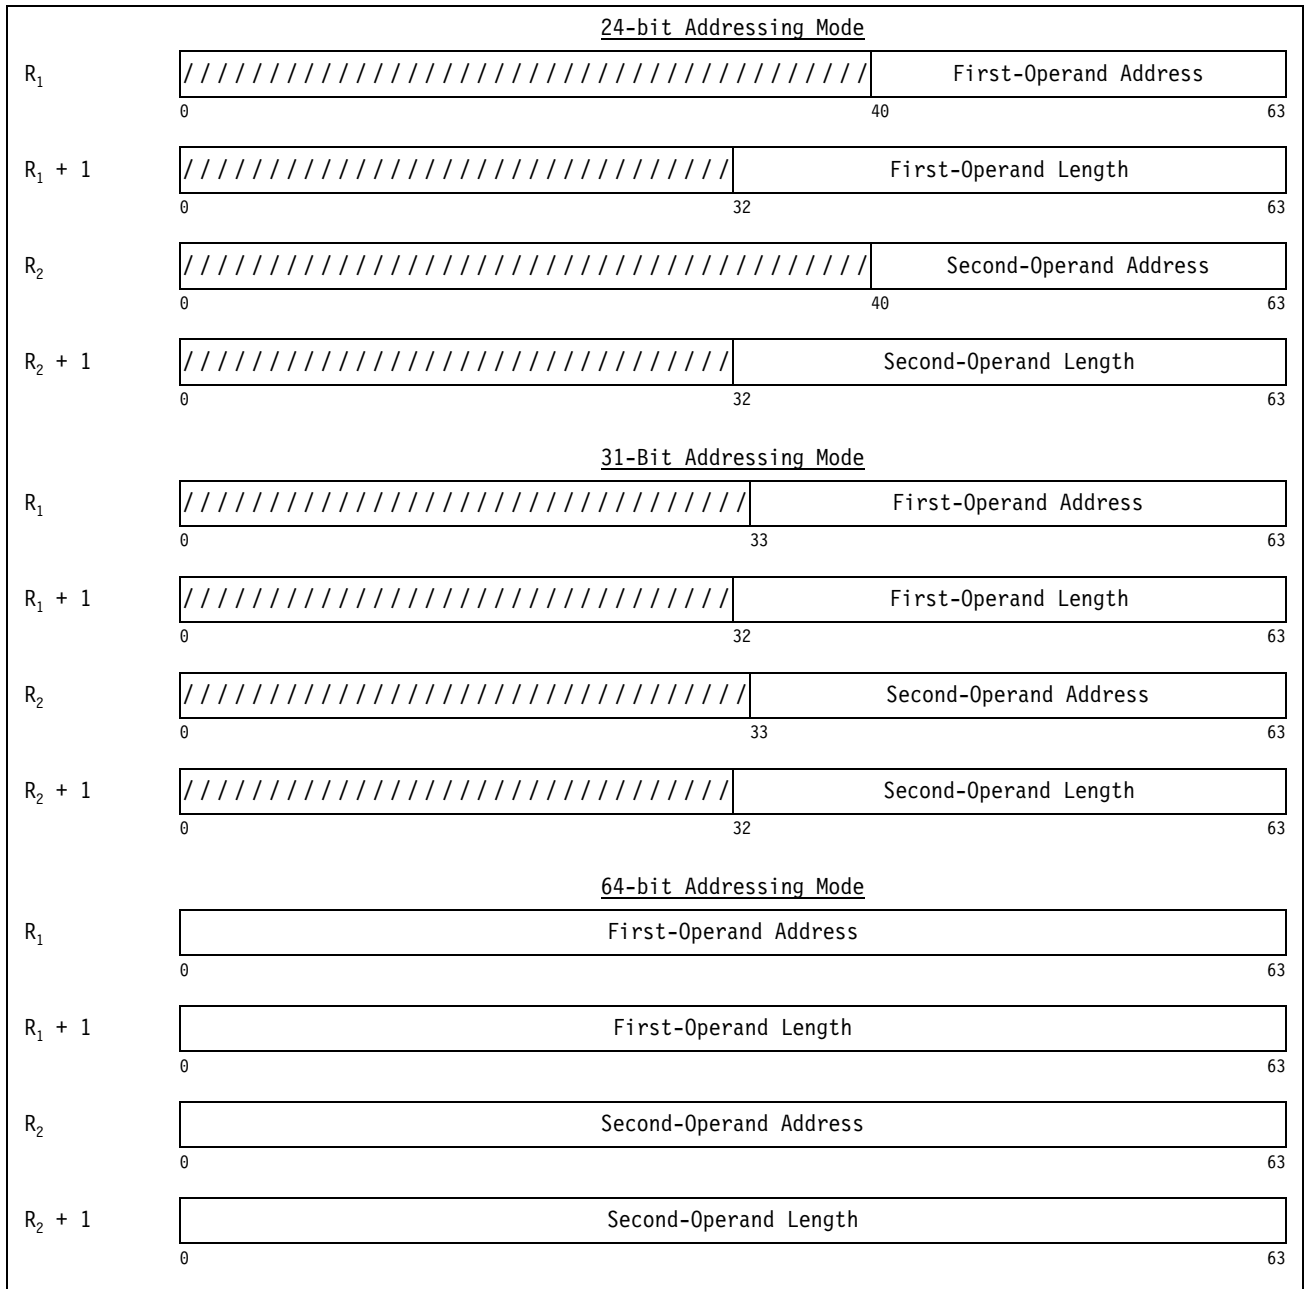 24-bit Addressing Mode
R1 ////////////////////////////////////////First-Operand Address
0 40 63
R1 + 1 ////////////////////////////////First-Operand Length
0 32 63
R2 ////////////////////////////////////////Second-Operand Address
0 40 63
R2 + 1 ////////////////////////////////Second-Operand Length
0 32 63
31-Bit Addressing Mode
R1 /////////////////////////////////First-Operand Address
0 33 63
R1 + 1 ////////////////////////////////First-Operand Length
0 32 63
R2 /////////////////////////////////Second-Operand Address
0 33 63
R2 + 1 ////////////////////////////////Second-Operand Length
0 32 63
64-bit Addressing Mode
R1 First-Operand Address
0 63
R1 + 1 First-Operand Length
0 63
R2 Second-Operand Address
0 63
R2 + 1 Second-Operand Length
0 63